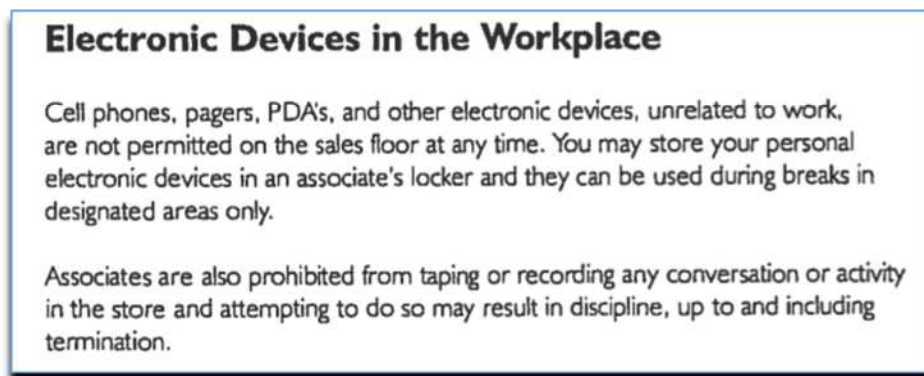 Electronic Devices in the Workplace
Cell phones, pagers, PDA's, and other electronic devices, unrelated to work,
are not permitted on the sales floor at any time. You may store your personal
electronic devices in an associate's locker and they can be used during breaks in
designated areas only.
Associates are also prohibited from taping or recording any conversation or activity
in the store and attempting to do so may result in discipline, up to and including
termination.